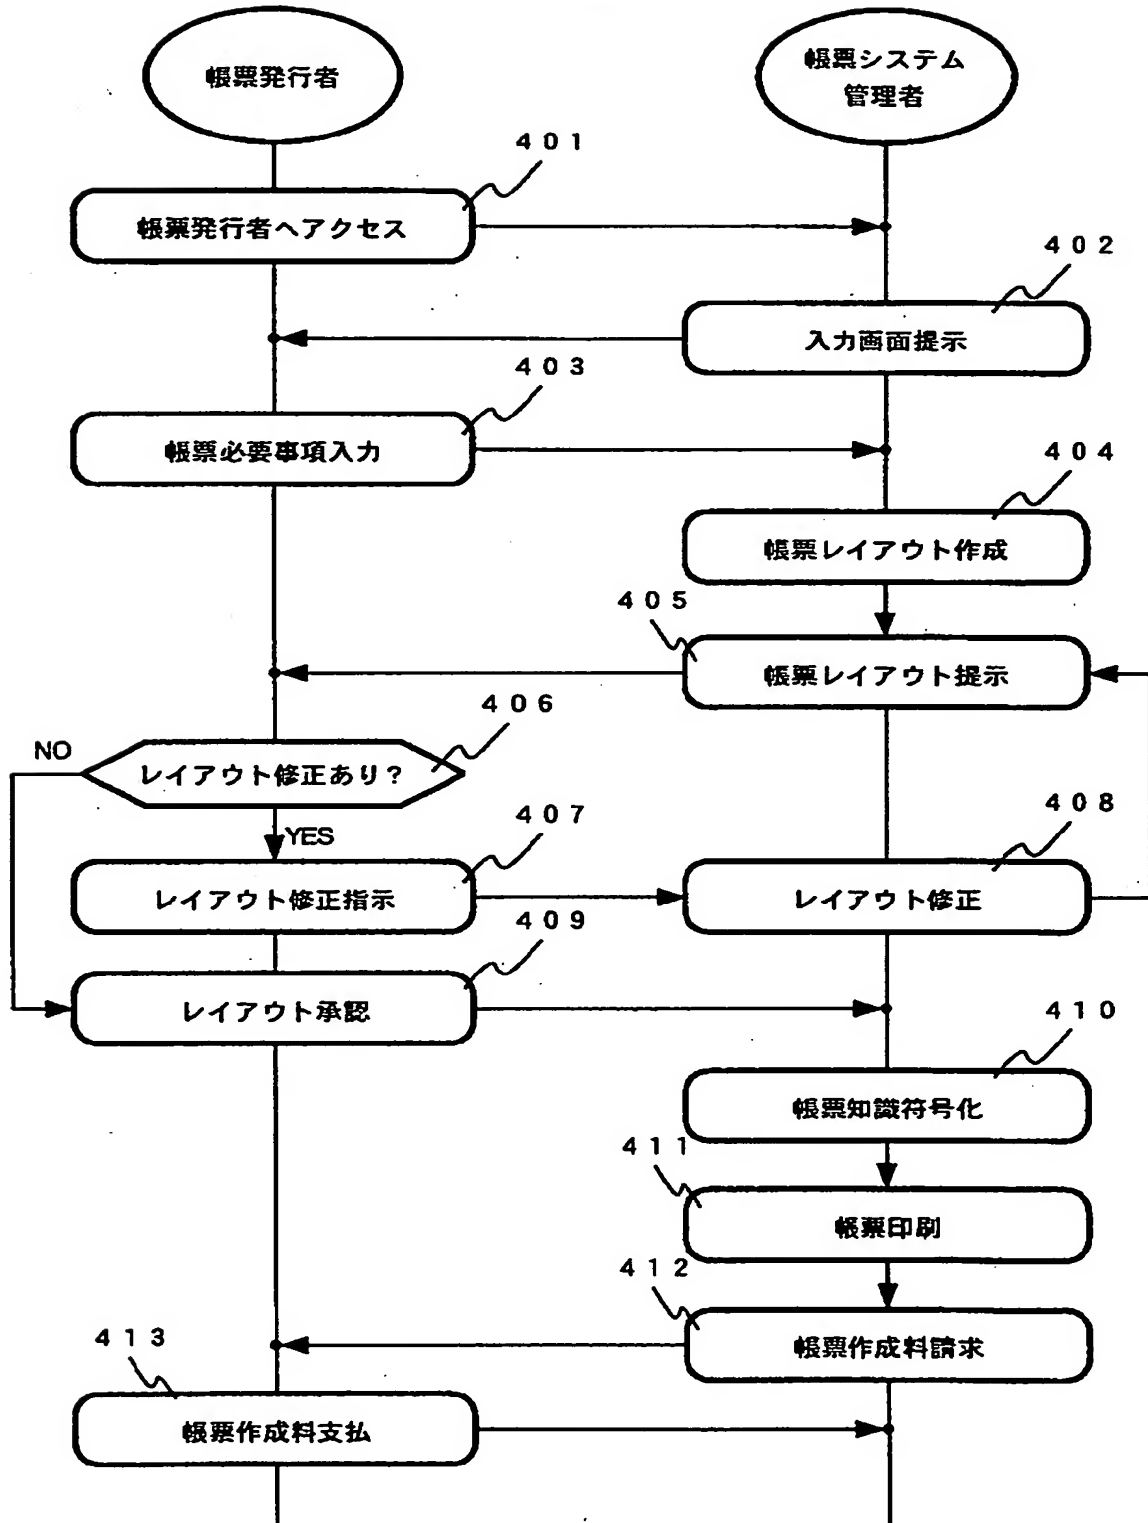 帳票発行者
帳票システム
管理者
４０１
帳票発行者へアクセス
４０２
入力画面提示
４０３
帳票必要事項入力
４０４
帳票レイアウト作成
４０５
帳票レイアウト提示
４０６
NO
レイアウト修正あり？
YES
４０７
レイアウト修正指示
４０８
レイアウト修正
４０９
レイアウト承認
４１０
帳票知識符号化
４１１
帳票印刷
４１２
帳票作成料請求
４１３
帳票作成料支払